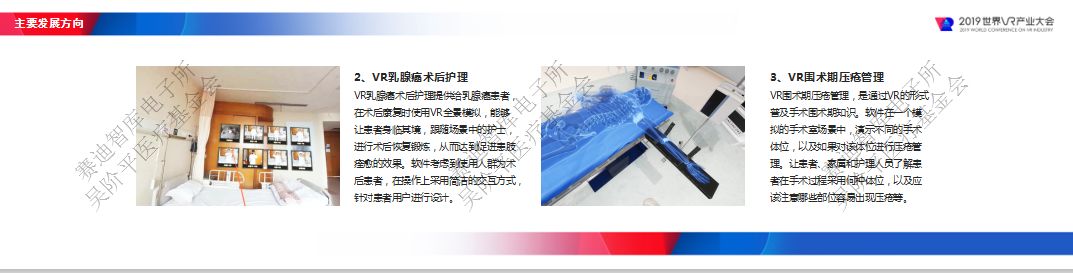 主要发展方向
2019世界VR产业大会
2019 WORLD CONFERENCE ON VR INDUSTRY
2、VR乳腺癌术后护理
VR乳腺癌术后护理提供给乳腺癌患者，
在术后康复时使用VR全景模拟，能够
让患者身临其境，跟随场景中的护士，
进行术后恢复锻炼，从而达到促进患肢
痊愈的效果。软件考虑到使用人群为术
后患者，在操作上采用简洁的交互方式，
针对患者用户进行设计。
3、VR围术期压疮管理
VR围术期压疮管理，是通过VR的形式
普及手术围术期知识。软件在一个模
拟的手术室场景中，演示不同的手术
体位，以及如果对该体位进行压疮管
理。让患者、家属和护理人员了解患
者在手术过程采用何种体位，以及应
该注意哪些部位容易出现压疮等。
赛迪智库电子所
吴阶平医疗基金会
赛迪智库电子所
吴阶平医疗基金会
赛迪智库电子所
吴阶平医疗基金会